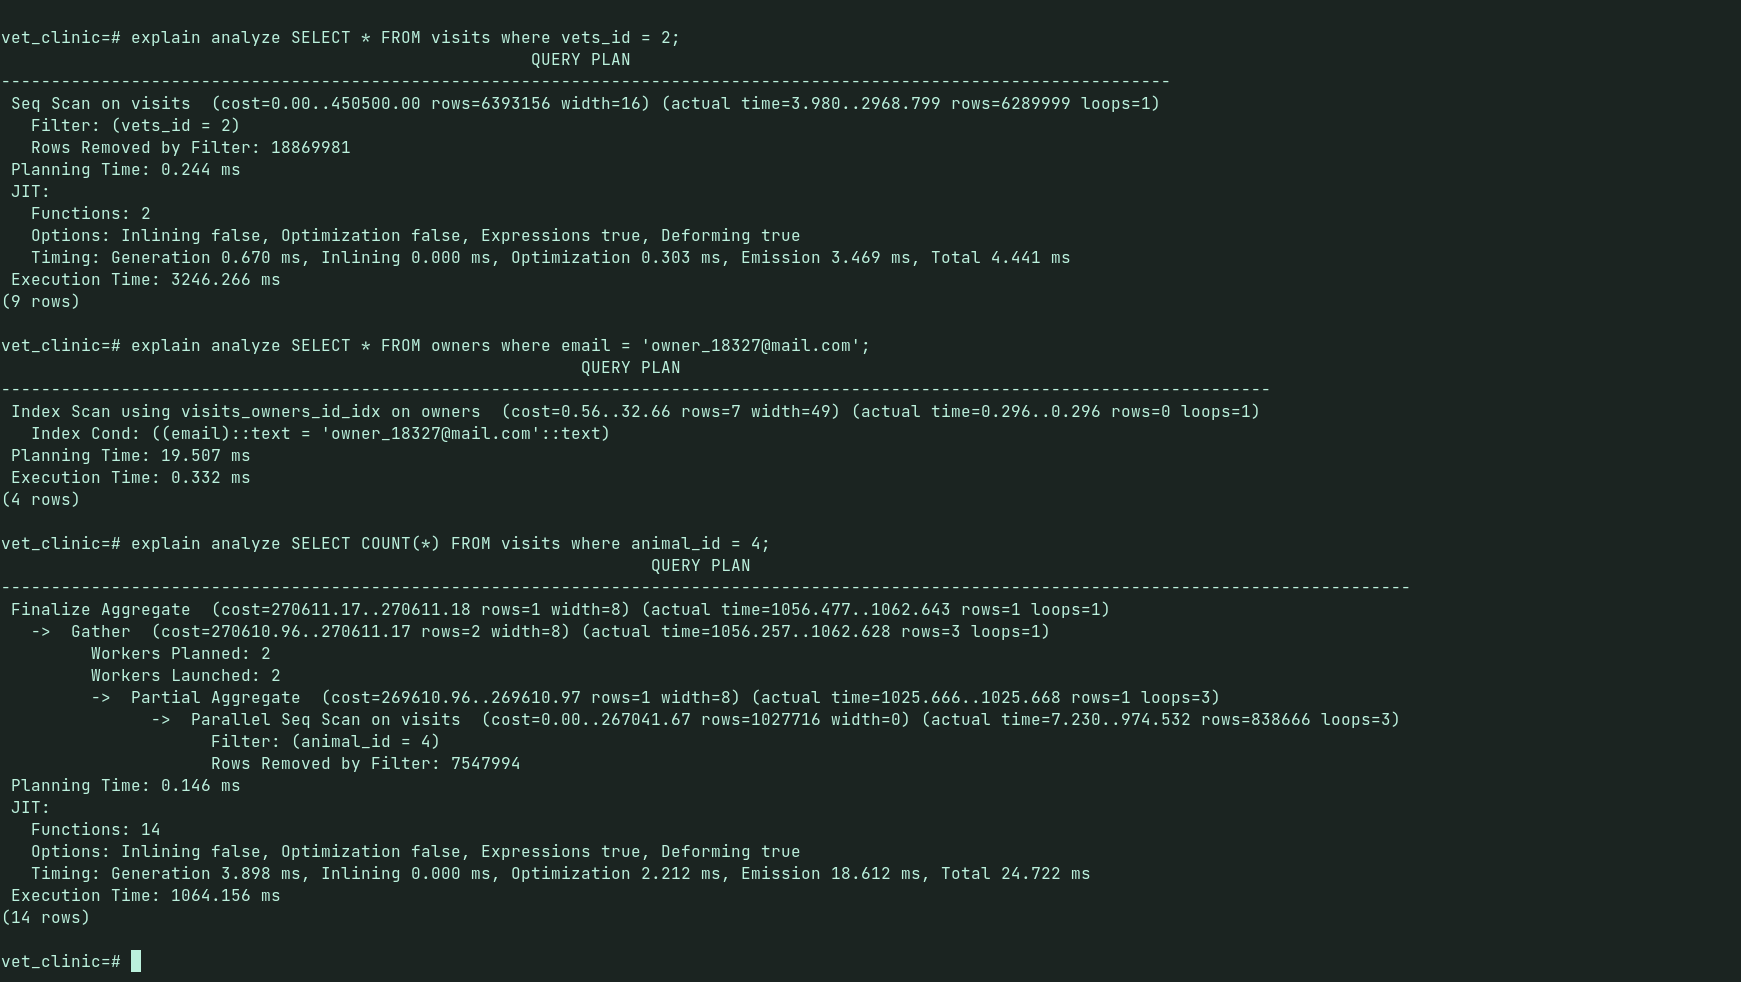 vet_clinic=# explain analyze SELECT * FROM visits where vets_id = 2;
QUERY PLAN
---------------------------------------------------------------------------------------------------------------------
Seq Scan on visits  (cost=0.00..450500.00 rows=6393156 width=16) (actual time=3.980..2968.799 rows=6289999 loops=1)
Filter: (vets_id = 2)
Rows Removed by Filter: 18869981
Planning Time: 0.244 ms
JIT:
Functions: 2
Options: Inlining false, Optimization false, Expressions true, Deforming true
Timing: Generation 0.670 ms, Inlining 0.000 ms, Optimization 0.303 ms, Emission 3.469 ms, Total 4.441 ms
Execution Time: 3246.266 ms
(9 rows)
vet_clinic=# explain analyze SELECT * FROM owners where email = 'owner_18327@mail.com';
QUERY PLAN
-------------------------------------------------------------------------------------------------------------------------------
Index Scan using visits_owners_id_idx on owners  (cost=0.56..32.66 rows=7 width=49) (actual time=0.296..0.296 rows=0 loops=1)
Index Cond: ((email)::text = 'owner_18327@mail.com'::text)
Planning Time: 19.507 ms
Execution Time: 0.332 ms
(4 rows)
vet_clinic=# explain analyze SELECT COUNT(*) FROM visits where animal_id = 4;
QUERY PLAN
---------------------------------------------------------------------------------------------------------------------------------------------
Finalize Aggregate  (cost=270611.17..270611.18 rows=1 width=8) (actual time=1056.477..1062.643 rows=1 loops=1)
->  Gather  (cost=270610.96..270611.17 rows=2 width=8) (actual time=1056.257..1062.628 rows=3 loops=1)
Workers Planned: 2
Workers Launched: 2
->  Partial Aggregate  (cost=269610.96..269610.97 rows=1 width=8) (actual time=1025.666..1025.668 rows=1 loops=3)
->  Parallel Seq Scan on visits  (cost=0.00..267041.67 rows=1027716 width=0) (actual time=7.230..974.532 rows=838666 loops=3)
Filter: (animal_id = 4)
Rows Removed by Filter: 7547994
Planning Time: 0.146 ms
JIT:
Functions: 14
Options: Inlining false, Optimization false, Expressions true, Deforming true
Timing: Generation 3.898 ms, Inlining 0.000 ms, Optimization 2.212 ms, Emission 18.612 ms, Total 24.722 ms
Execution Time: 1064.156 ms
(14 rows)
vet_clinic=#